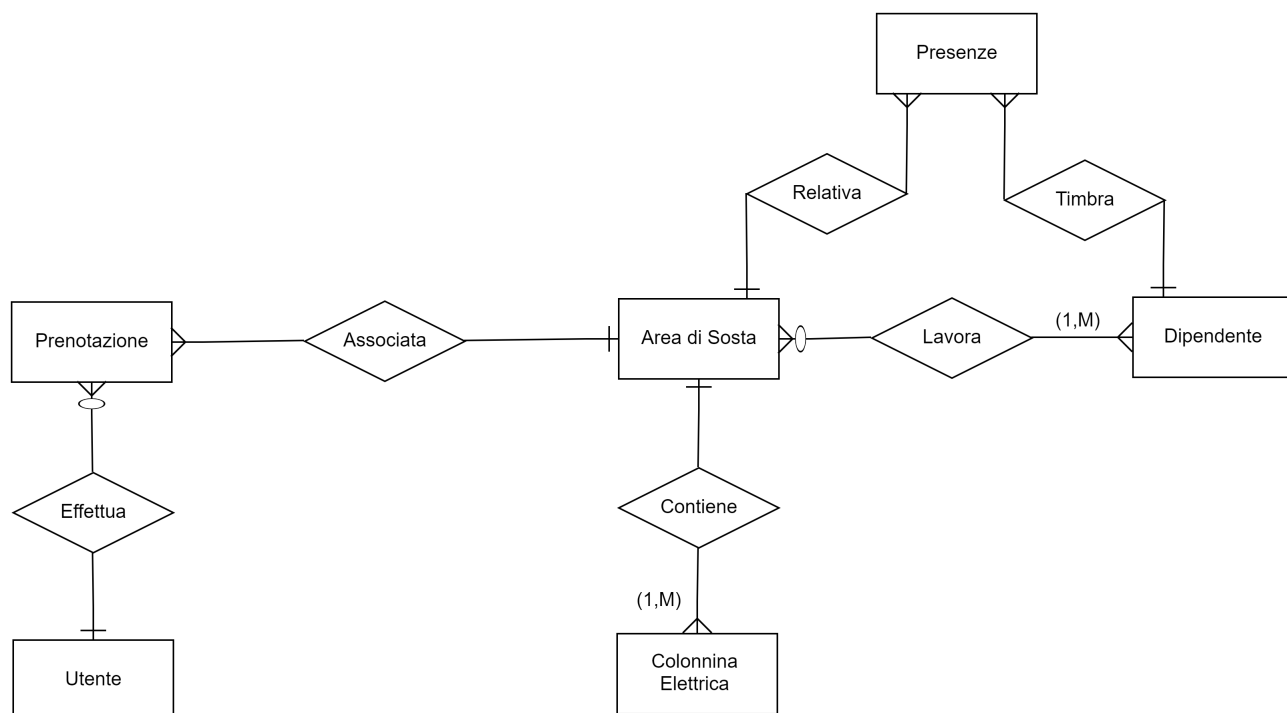 Presenze
Relativa
Timbra
Prenotazione
Associata
Area di Sosta
Lavora
(1,M)
Dipendente
Effettua
Contiene
(1,M)
Utente
Colonnina
Elettrica